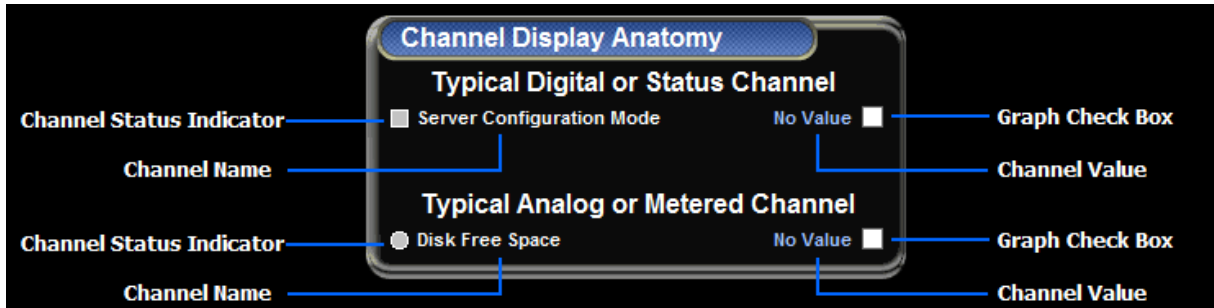 Channel Display Anatomy
Typical Digital or Status Channel
Channel Status Indicator
Server Configuration Mode
No Value
Graph Check Box
Channel Name
Channel Value
Typical Analog or Metered Channel
Channel Status Indicator
Disk Free Space
No Value
Graph Check Box
Channel Name
Channel Value